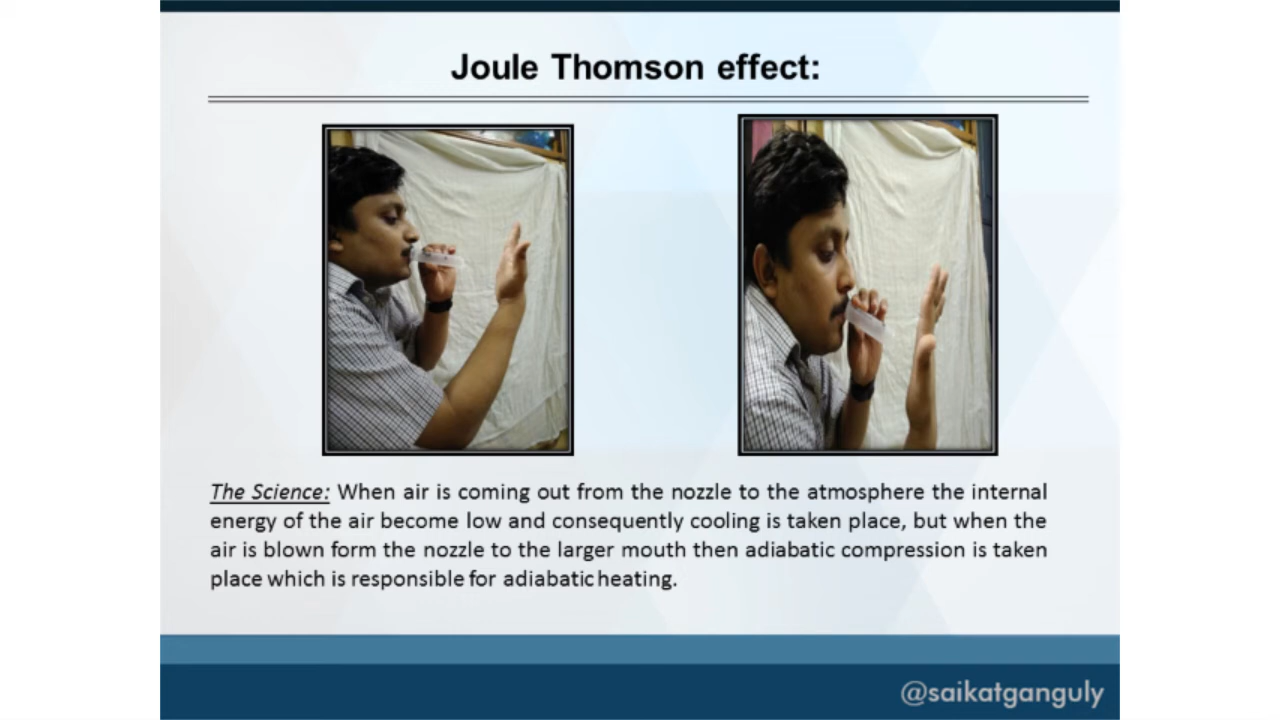 Joule Thomson effect:
The Science: When air is coming out from the nozzle to the atmosphere the internal
energy of the air become low and consequently cooling is taken place, but when the
air is blown form the nozzle to the larger mouth then adiabatic compression is taken
place which is responsible for adiabatic heating.
@saikatganguly